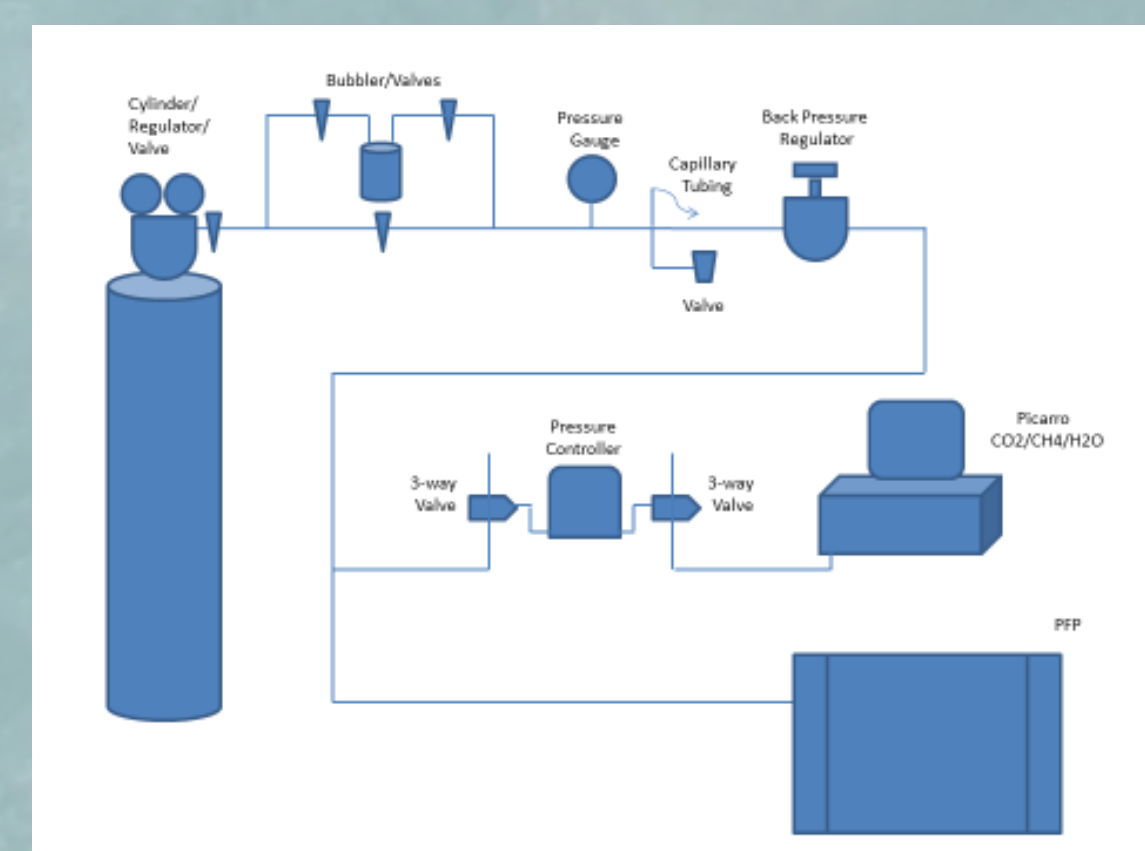 Bubbler/Valves
Cylinder/
Regulator/
Valve
Pressure
Gauge
Back Pressure
Regulator
Capillary
Tubing
Valve
Pressure
Controller
Picarro
CO2/CH4/H2O
3-way
Valve
3-way
Valve
PFP